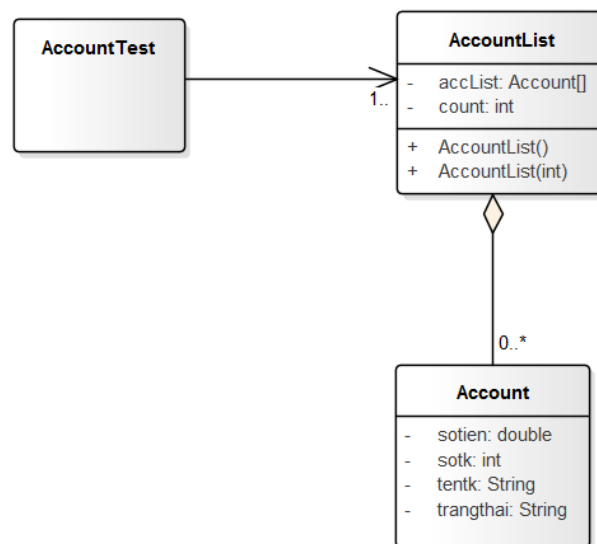 AccountTest
1..
AccountList
- accList: Account[]
- count: int
+ AccountList()
+ AccountList(int)
0..*
Account
- sotien: double
- sotk: int
- tentk: String
- trangthai: String